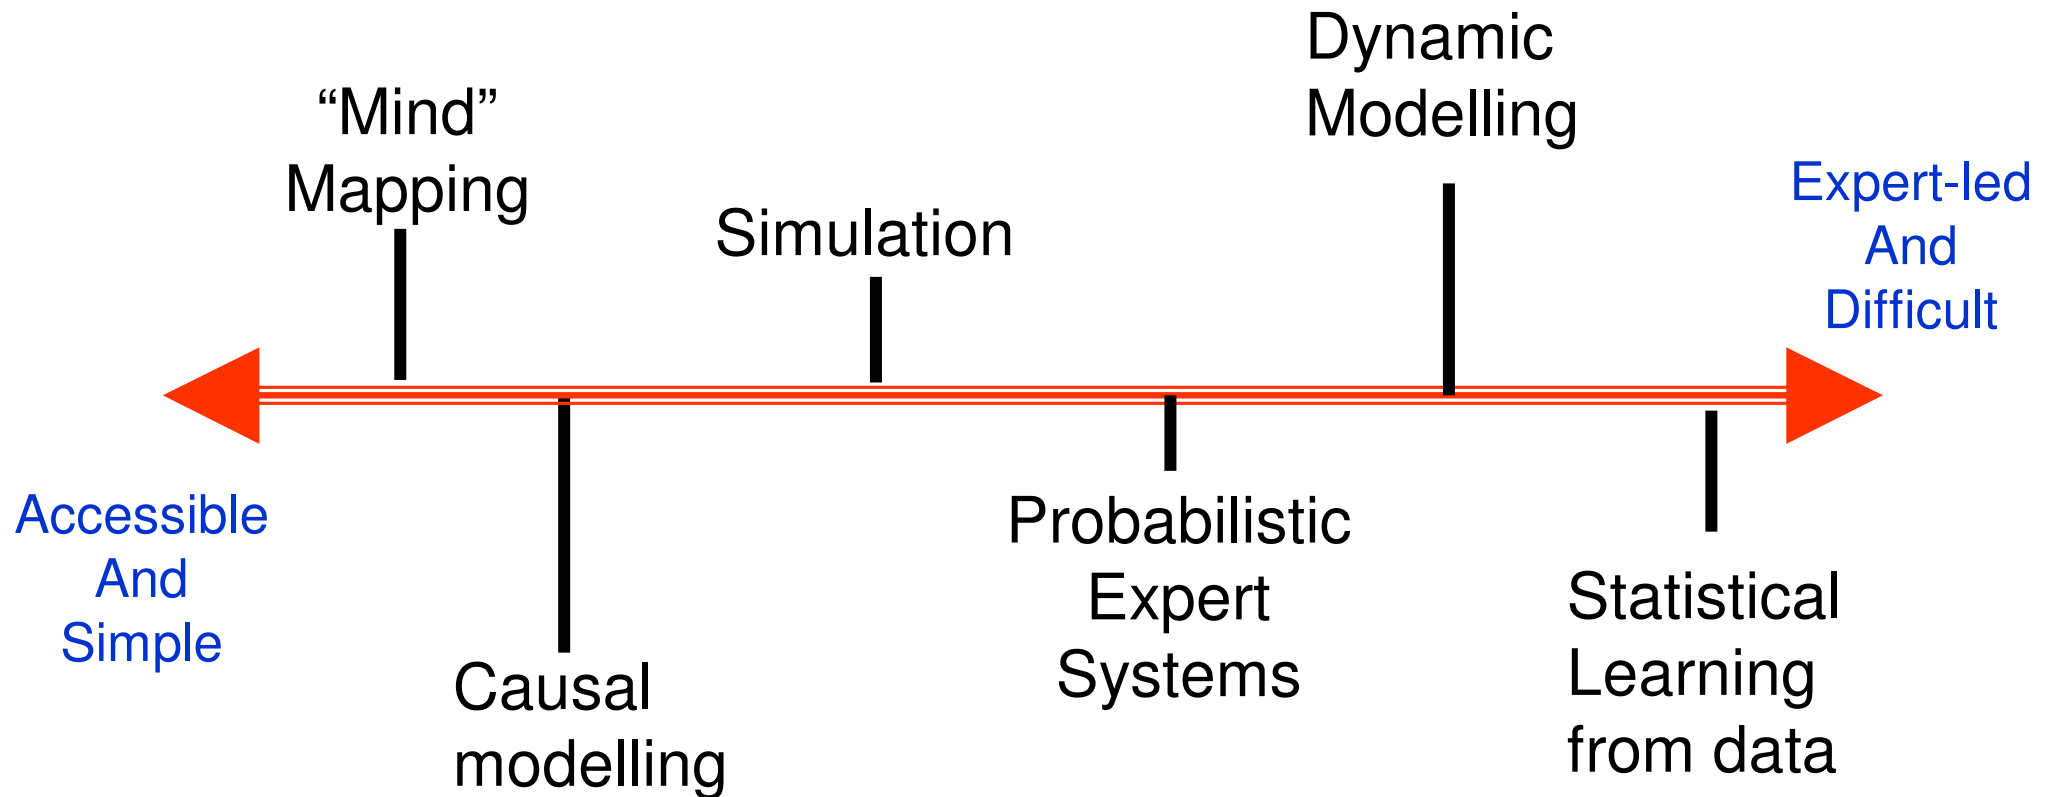 “Mind”
Mapping
Simulation
Dynamic
Modelling
Expert-led
And
Difficult
Accessible
And
Simple
Causal
modelling
Probabilistic
Expert
Systems
Statistical
Learning
from data